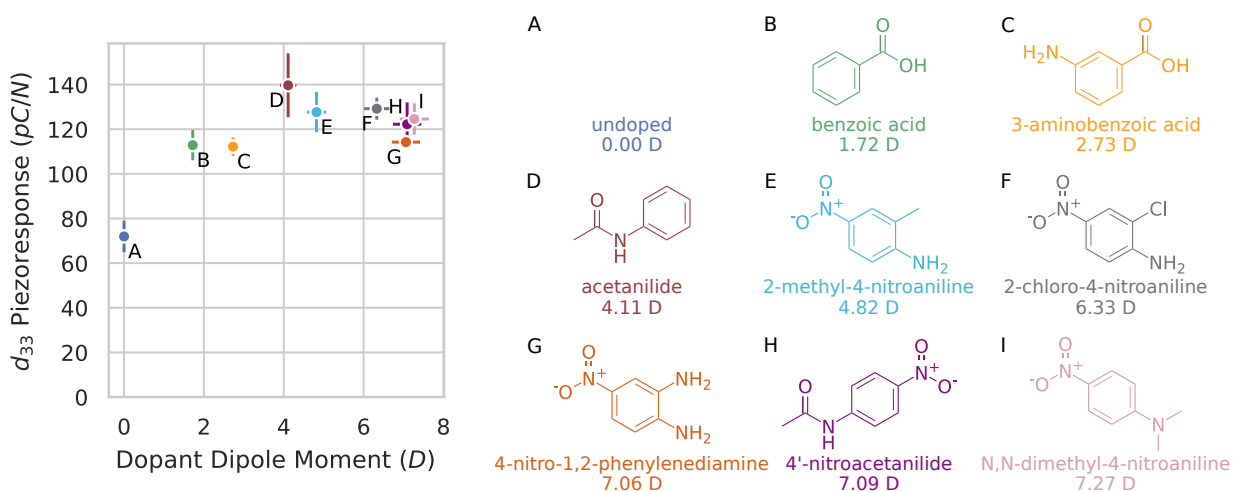 d33 Piezoresponse (pC/N)
140
120
100
80
60
40
20
0
0 2 4 6 8
Dopant Dipole Moment (D)
A
B
C
D
E
F
G
H
I
A
undoped
0.00 D
B
O
OH
benzoic acid
1.72 D
C
H2N
O
OH
3-aminobenzoic acid
2.73 D
D
O
N
H
acetanilide
4.11 D
E
O
-O N+
NH2
2-methyl-4-nitroaniline
4.82 D
F
O
-O N+
Cl
NH2
2-chloro-4-nitroaniline
6.33 D
G
O
-O N+
NH2
NH2
4-nitro-1,2-phenylenediamine
7.06 D
H
O
N+ O-
O
N
H
4'-nitroacetanilide
7.09 D
I
O
-O N+
N
N,N-dimethyl-4-nitroaniline
7.27 D